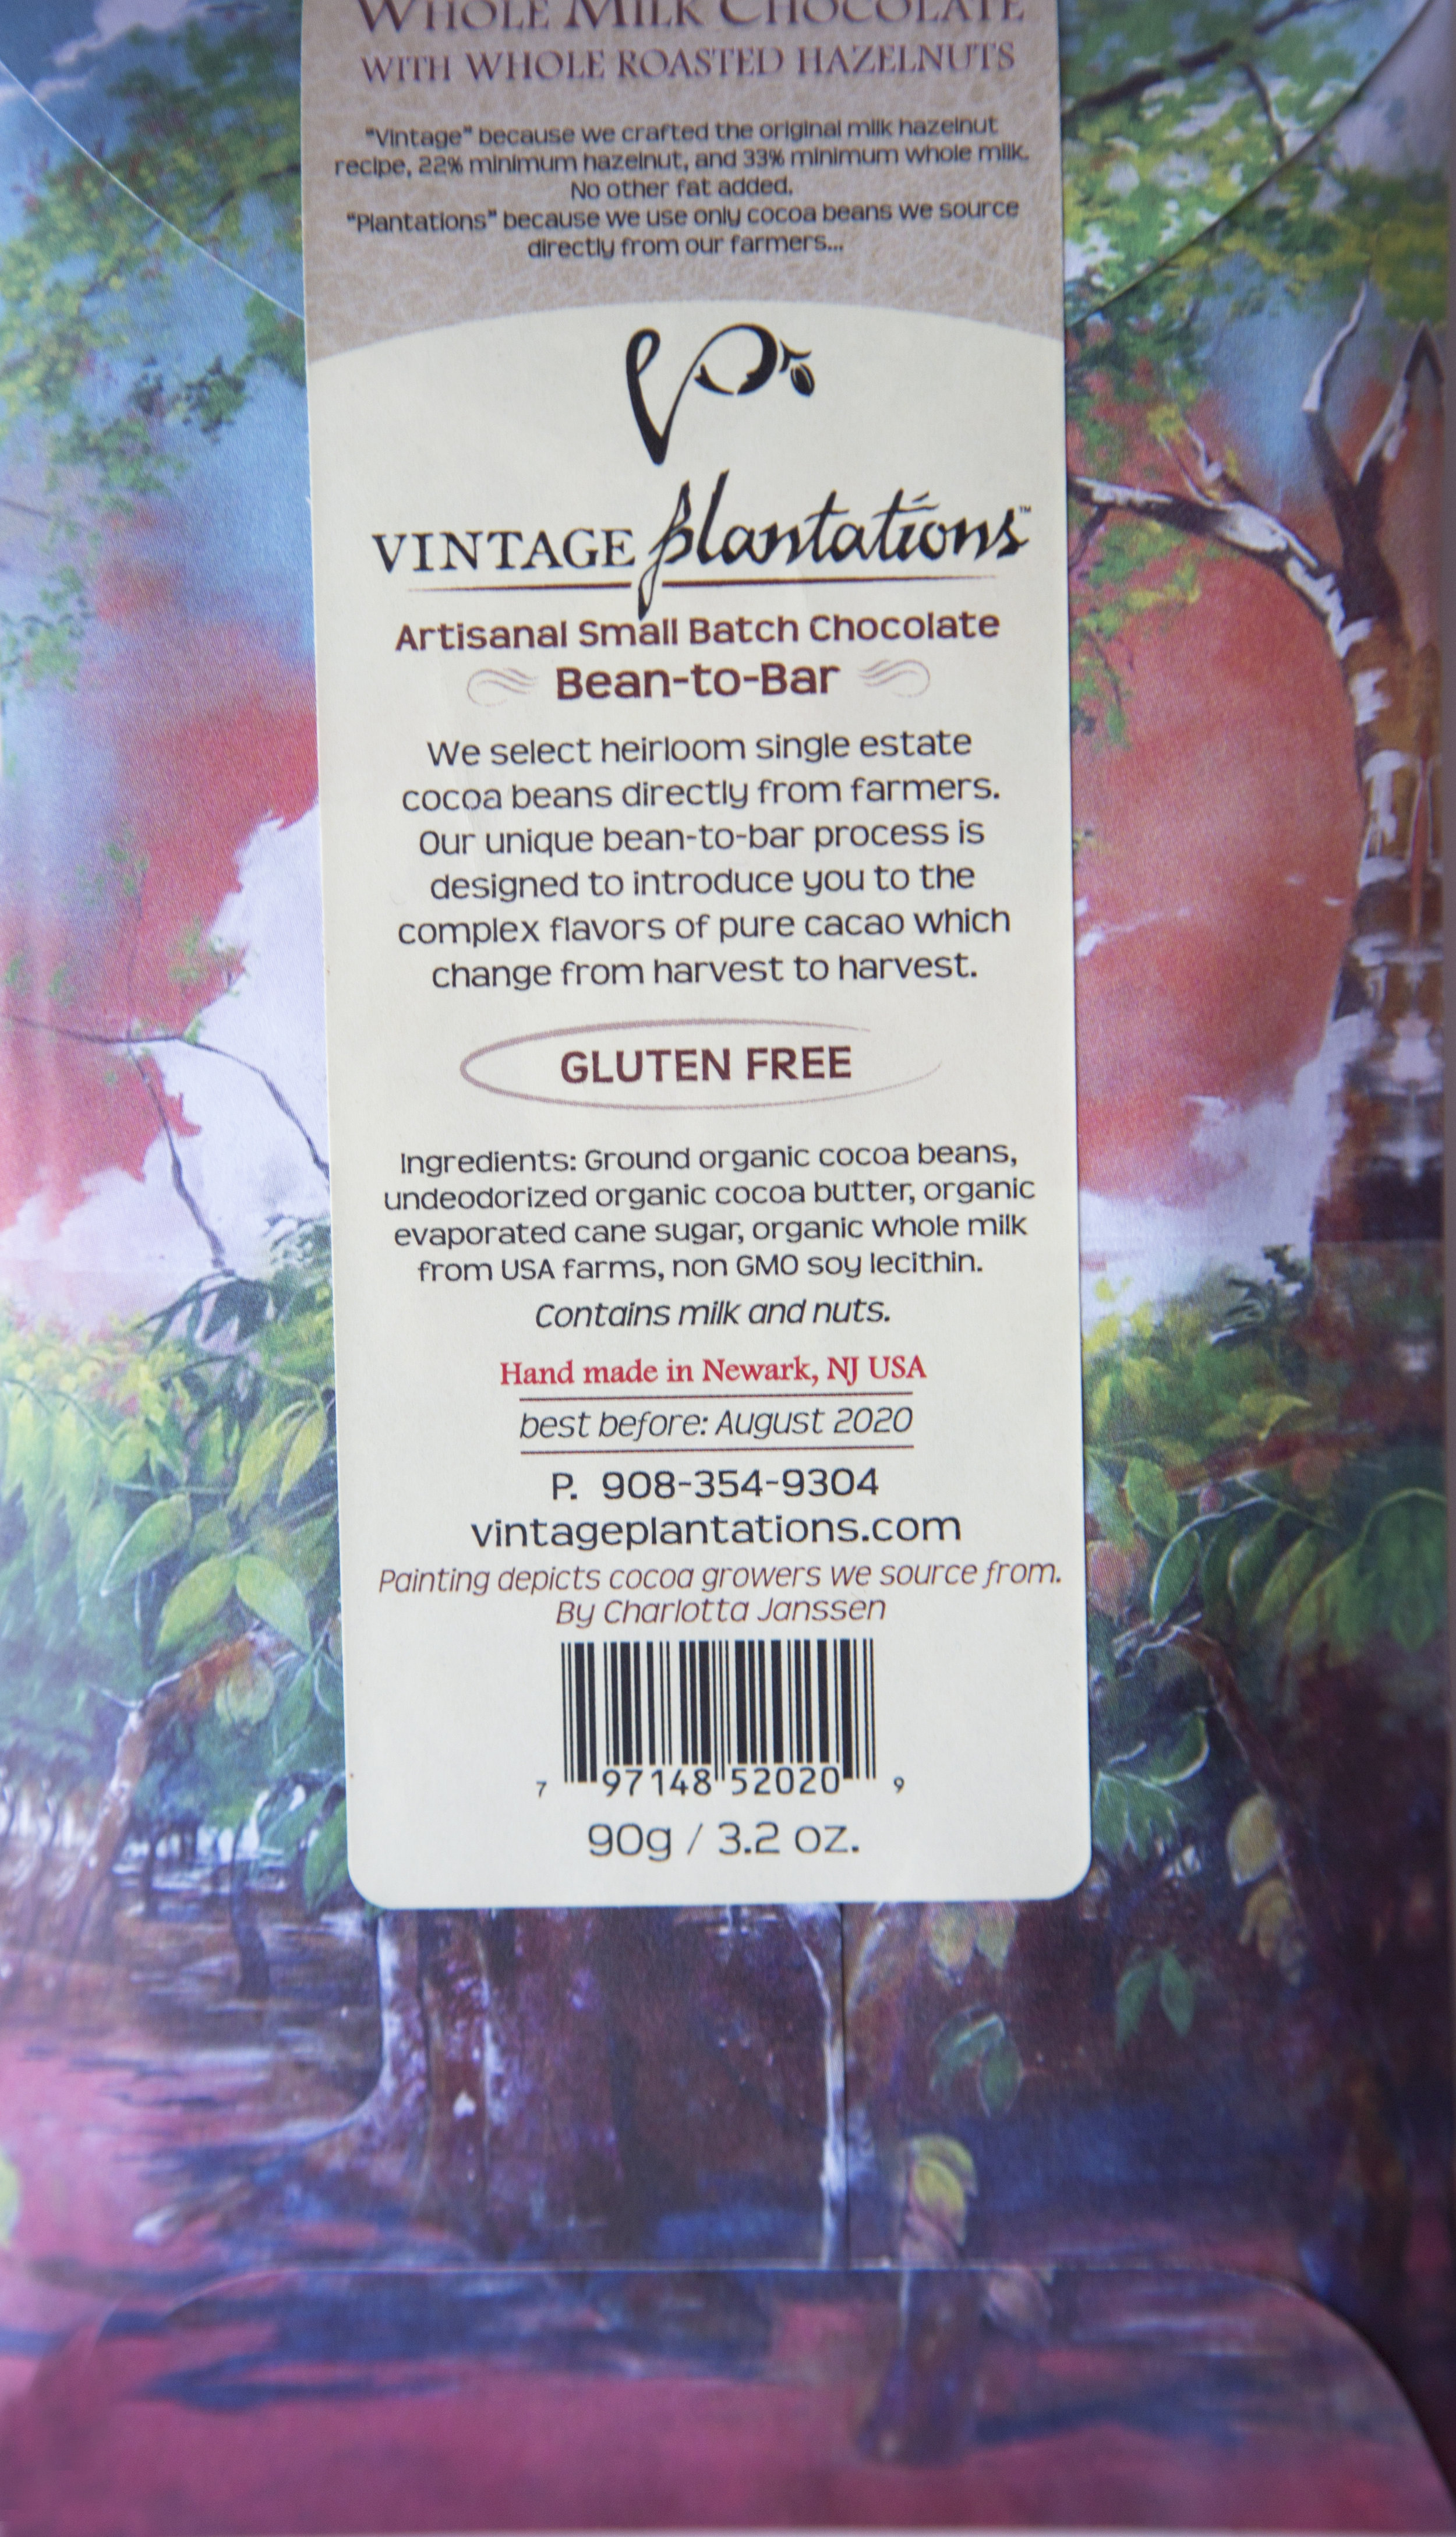 WHOLE MILK CHOCOLATE
WITH WHOLE ROASTED HAZELNUTS
"Vintage" because we crafted the original milk hazelnut
recipe, 22% minimum hazelnut, and 33% minimum whole milk.
No other fat added.
"Plantations" because we use only cocoa beans we source
directly from our farmers...
VINTAGE plantations™
Artisanal Small Batch Chocolate
Bean-to-Bar
We select heirloom single estate
cocoa beans directly from farmers.
Our unique bean-to-bar process is
designed to introduce you to the
complex flavors of pure cacao which
change from harvest to harvest.
GLUTEN FREE
Ingredients: Ground organic cocoa beans,
undeodorized organic cocoa butter, organic
evaporated cane sugar, organic whole milk
from USA farms, non GMO soy lecithin.
Contains milk and nuts.
Hand made in Newark, NJ USA
best before: August 2020
P. 908-354-9304
vintageplantations.com
Painting depicts cocoa growers we source from.
By Charlotta Janssen
7 97148 52020 9
90g / 3.2 oz.